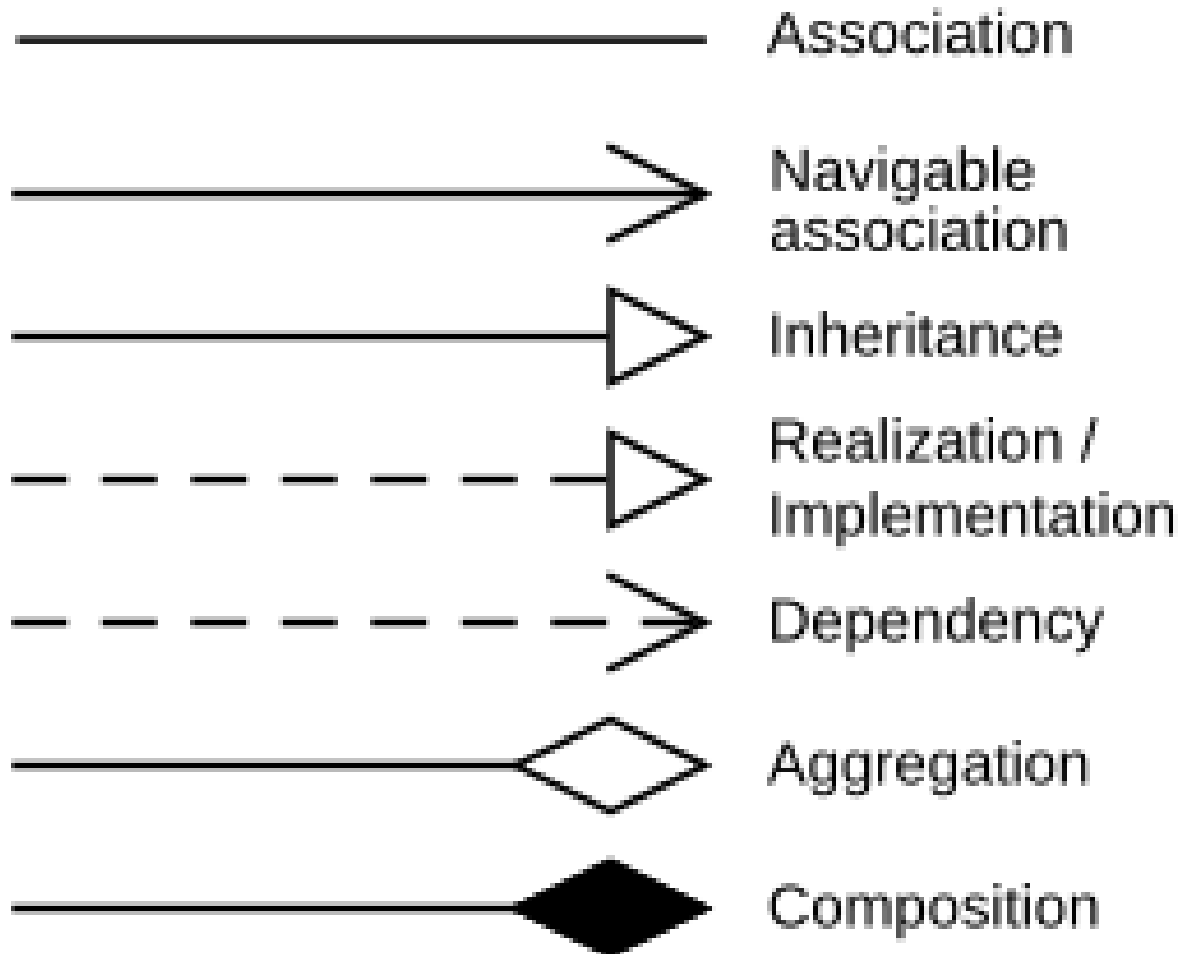 Association
Navigable
association
Inheritance
Realization /
Implementation
Dependency
Aggregation
Composition